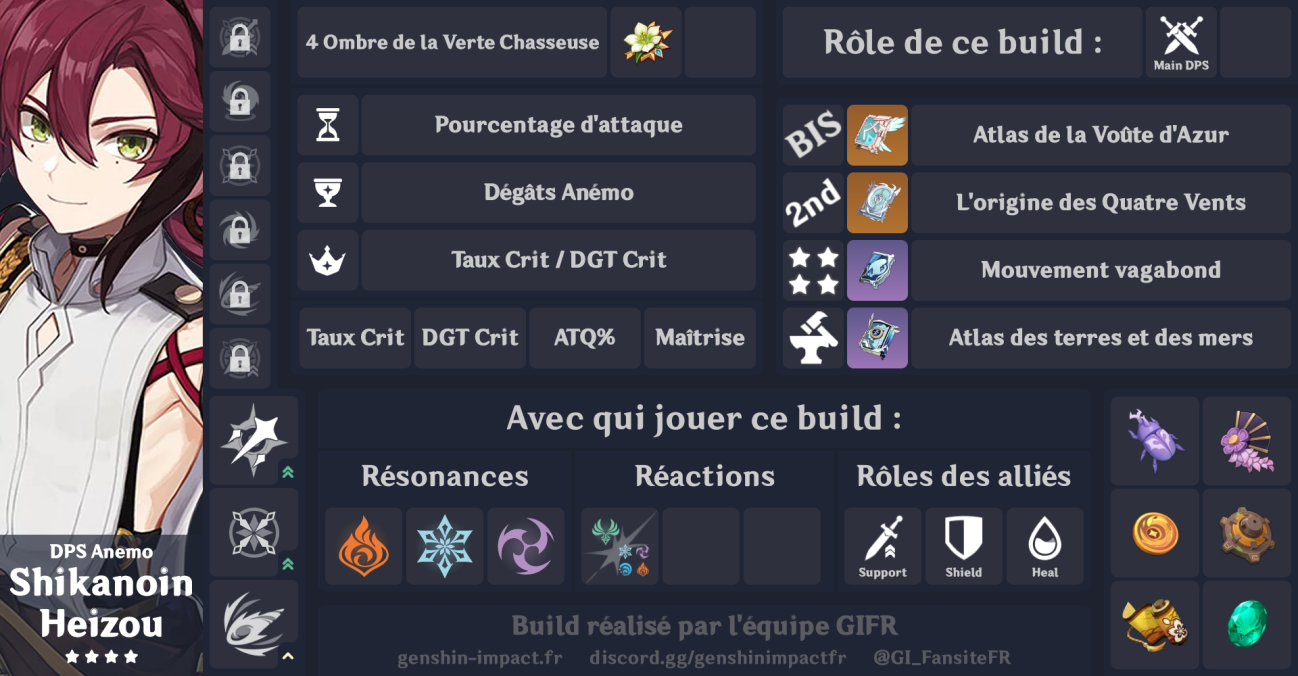 4 Ombre de la Verte Chasseuse
Rôle de ce build :
Main DPS
Pourcentage d'attaque
Dégâts Anémo
Taux Crit / DGT Crit
Taux Crit
DGT Crit
ATQ%
Maîtrise
BIS
Atlas de la Voûte d'Azur
2nd
L'origine des Quatre Vents
Mouvement vagabond
Atlas des terres et des mers
Avec qui jouer ce build :
Résonances
Réactions
Rôles des alliés
Support
Shield
Heal
DPS Anemo
Shikanoin
Heizou
Build réalisé par l'équipe GIFR
genshin-impact.fr discord.gg/genshinimpactfr @GI_FansiteFR